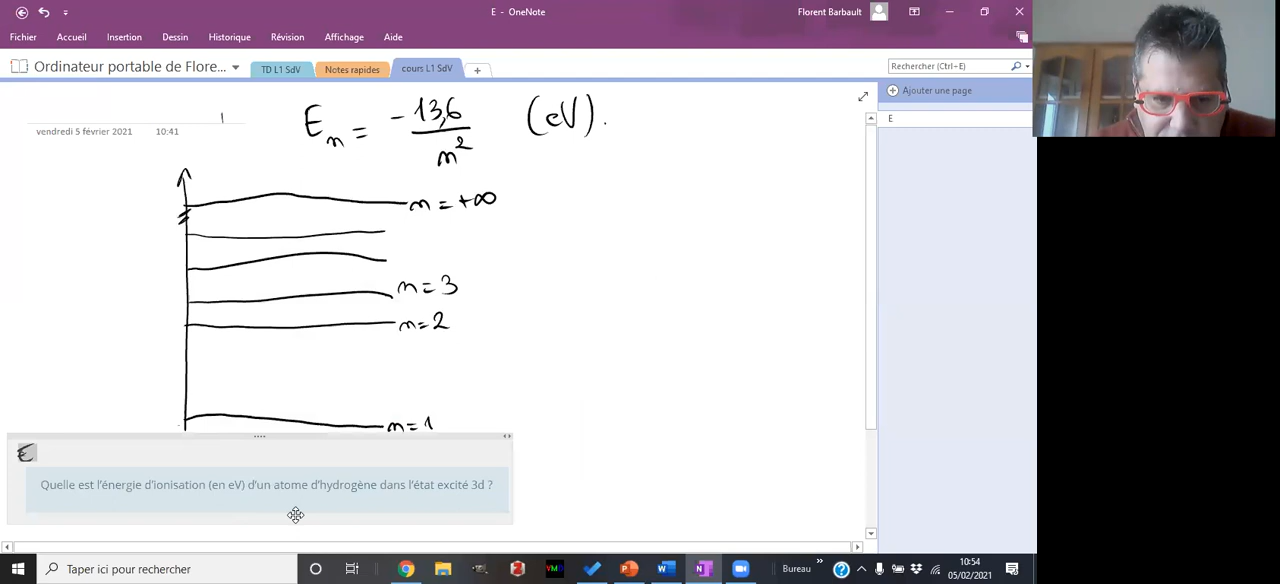 E - OneNote
Florent Barbault
Fichier Accueil Insertion Dessin Historique Révision Affichage Aide
Ordinateur portable de Flore... TD L1 SdV Notes rapides cours L1 SdV
Rechercher (Ctrl+E)
Ajouter une page
E
vendredi 5 février 2021 10:41
En = -13,6 / n² (eV).
n = +∞
n = 3
n = 2
n = 1
E
Quelle est l'énergie d'ionisation (en eV) d'un atome d'hydrogène dans l'état excité 3d ?
Taper ici pour rechercher
YMD
Bureau »
10:54
05/02/2021